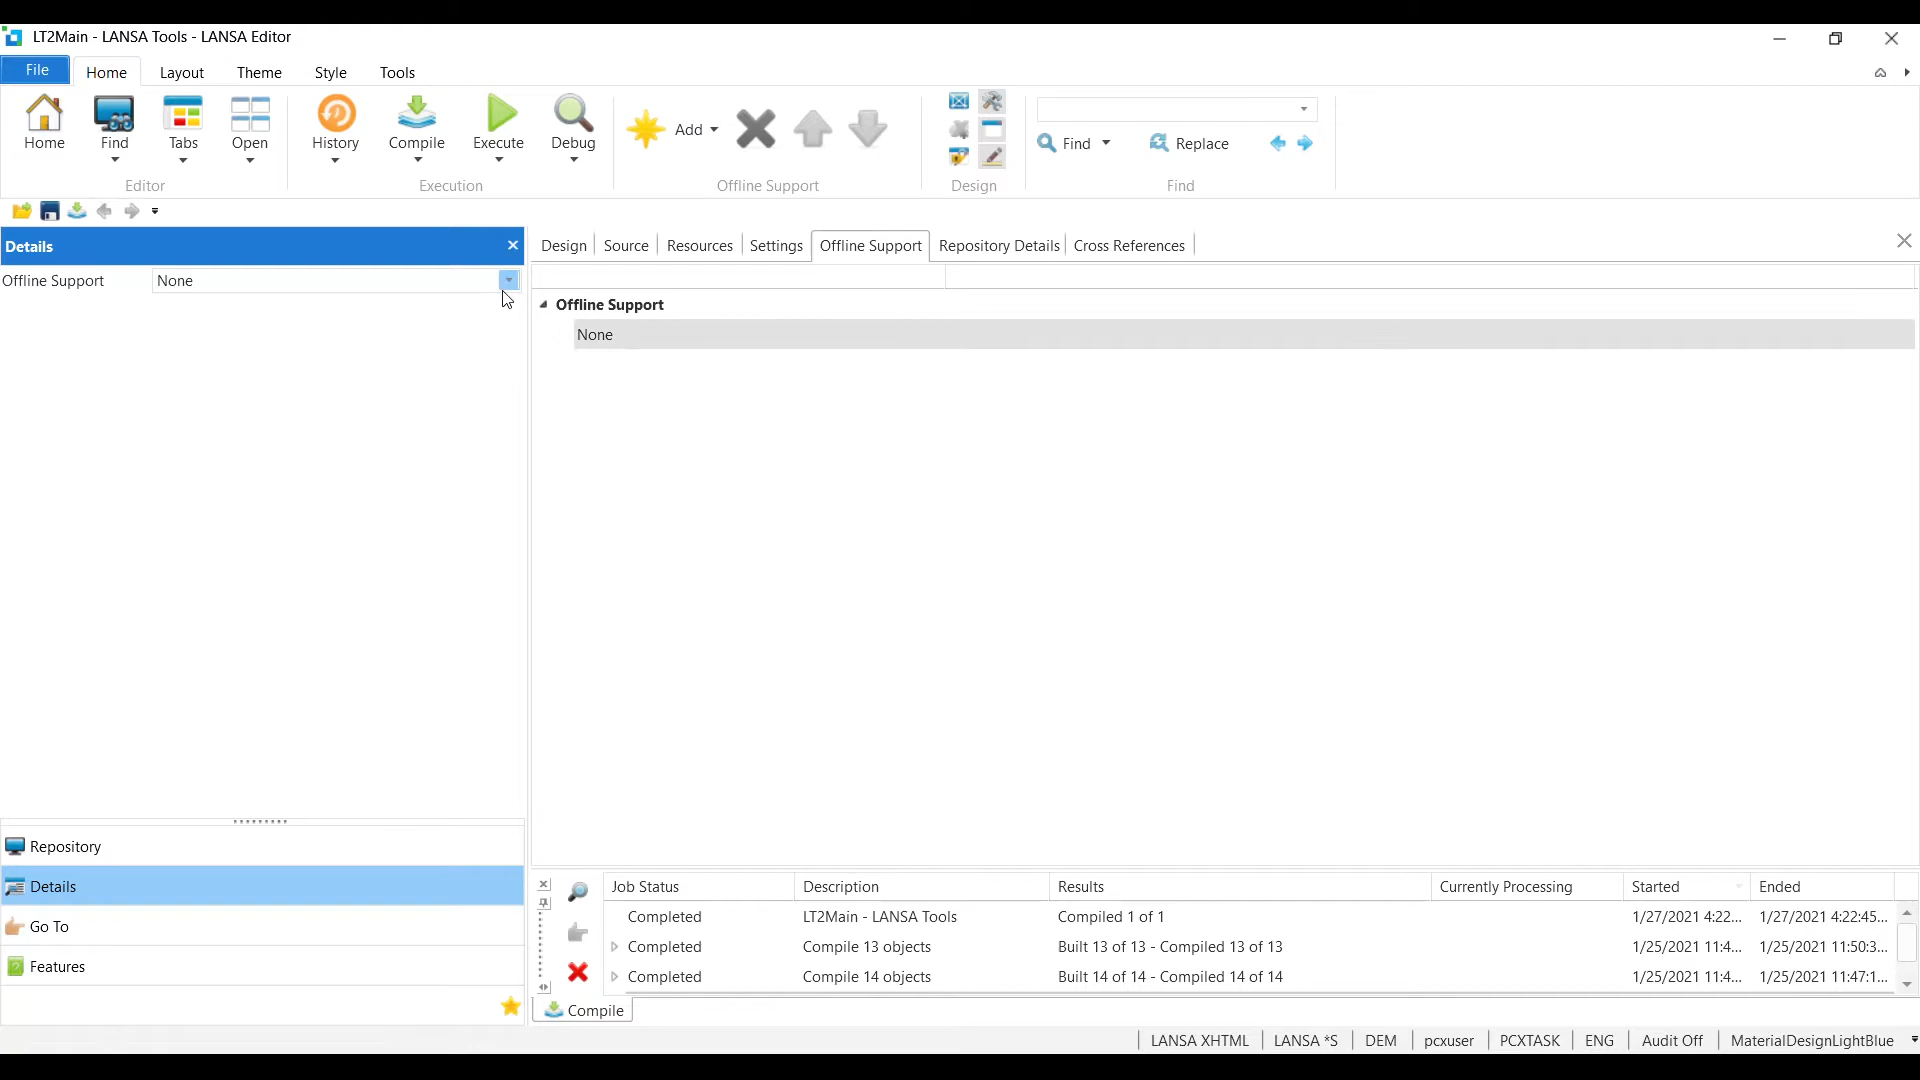 LT2Main - LANSA Tools - LANSA Editor
File Home Layout Theme Style Tools
Home Find Tabs Open History Compile Execute Debug Add Find Replace
Editor Execution Offline Support Design Find
Details
Offline Support None
Design Source Resources Settings Offline Support Repository Details Cross References
Offline Support
None
Repository
Details
Go To
Features
Job Status Description Results Currently Processing Started Ended
Completed LT2Main - LANSA Tools Compiled 1 of 1 1/27/2021 4:22... 1/27/2021 4:22:45...
Completed Compile 13 objects Built 13 of 13 - Compiled 13 of 13 1/25/2021 11:4... 1/25/2021 11:50:3...
Completed Compile 14 objects Built 14 of 14 - Compiled 14 of 14 1/25/2021 11:4... 1/25/2021 11:47:1...
Compile
LANSA XHTML LANSA *S DEM pcxuser PCXTASK ENG Audit Off MaterialDesignLightBlue